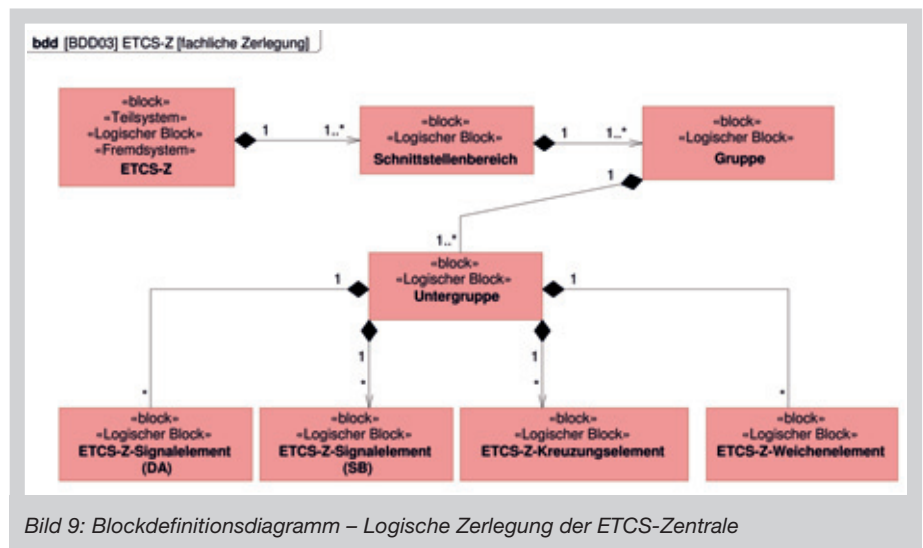 bdd [BDD03] ETCS-Z [fachliche Zerlegung]
«block»
«Teilsystem»
«Logischer Block»
«Fremdsystem»
ETCS-Z
1
1..*
«block»
«Logischer Block»
Schnittstellenbereich
1
1..*
«block»
«Logischer Block»
Gruppe
1
1..*
«block»
«Logischer Block»
Untergruppe
1
*
1
*
1
*
1
*
«block»
«Logischer Block»
ETCS-Z-Signalelement
(DA)
«block»
«Logischer Block»
ETCS-Z-Signalelement
(SB)
«block»
«Logischer Block»
ETCS-Z-Kreuzungselement
«block»
«Logischer Block»
ETCS-Z-Weichenelement
Bild 9: Blockdefinitionsdiagramm – Logische Zerlegung der ETCS-Zentrale